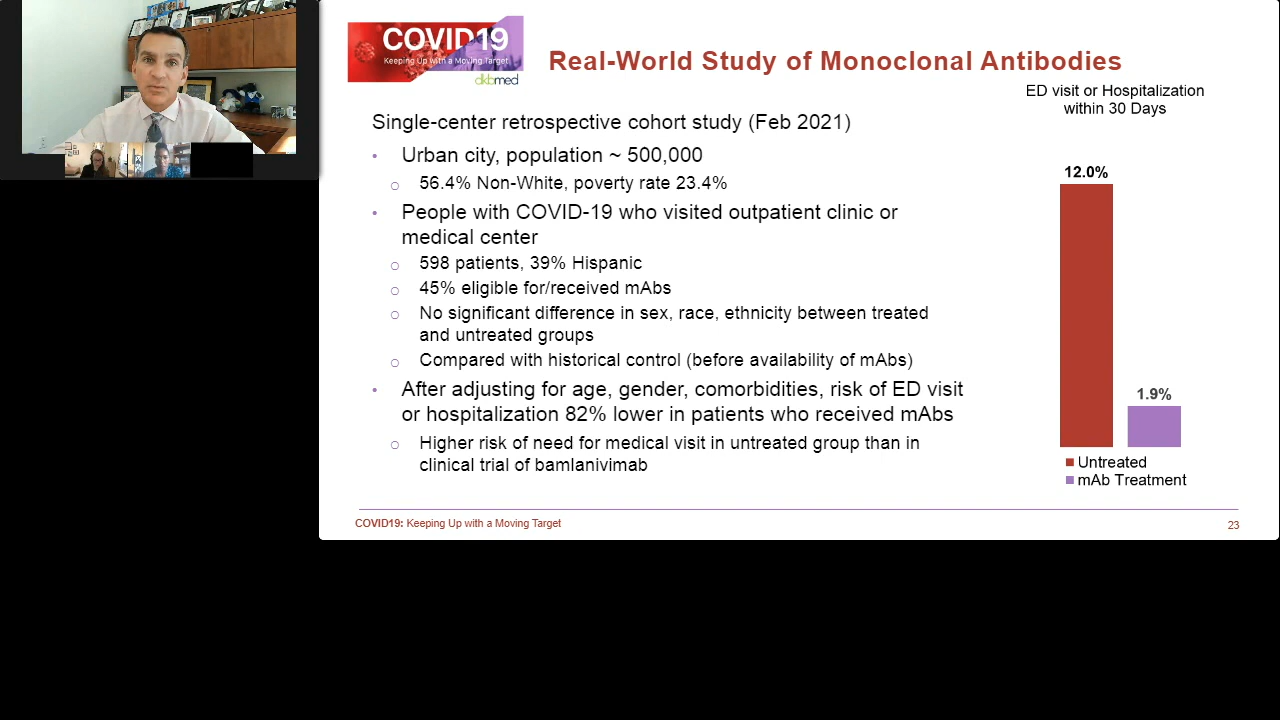 COVID19
Keeping Up with a Moving Target
dkbmed
Real-World Study of Monoclonal Antibodies
Single-center retrospective cohort study (Feb 2021)
• Urban city, population ~ 500,000
o 56.4% Non-White, poverty rate 23.4%
• People with COVID-19 who visited outpatient clinic or
medical center
o 598 patients, 39% Hispanic
o 45% eligible for/received mAbs
o No significant difference in sex, race, ethnicity between treated
and untreated groups
o Compared with historical control (before availability of mAbs)
• After adjusting for age, gender, comorbidities, risk of ED visit
or hospitalization 82% lower in patients who received mAbs
o Higher risk of need for medical visit in untreated group than in
clinical trial of bamlanivimab
ED visit or Hospitalization
within 30 Days
12.0%
1.9%
Untreated
mAb Treatment
COVID19: Keeping Up with a Moving Target
23